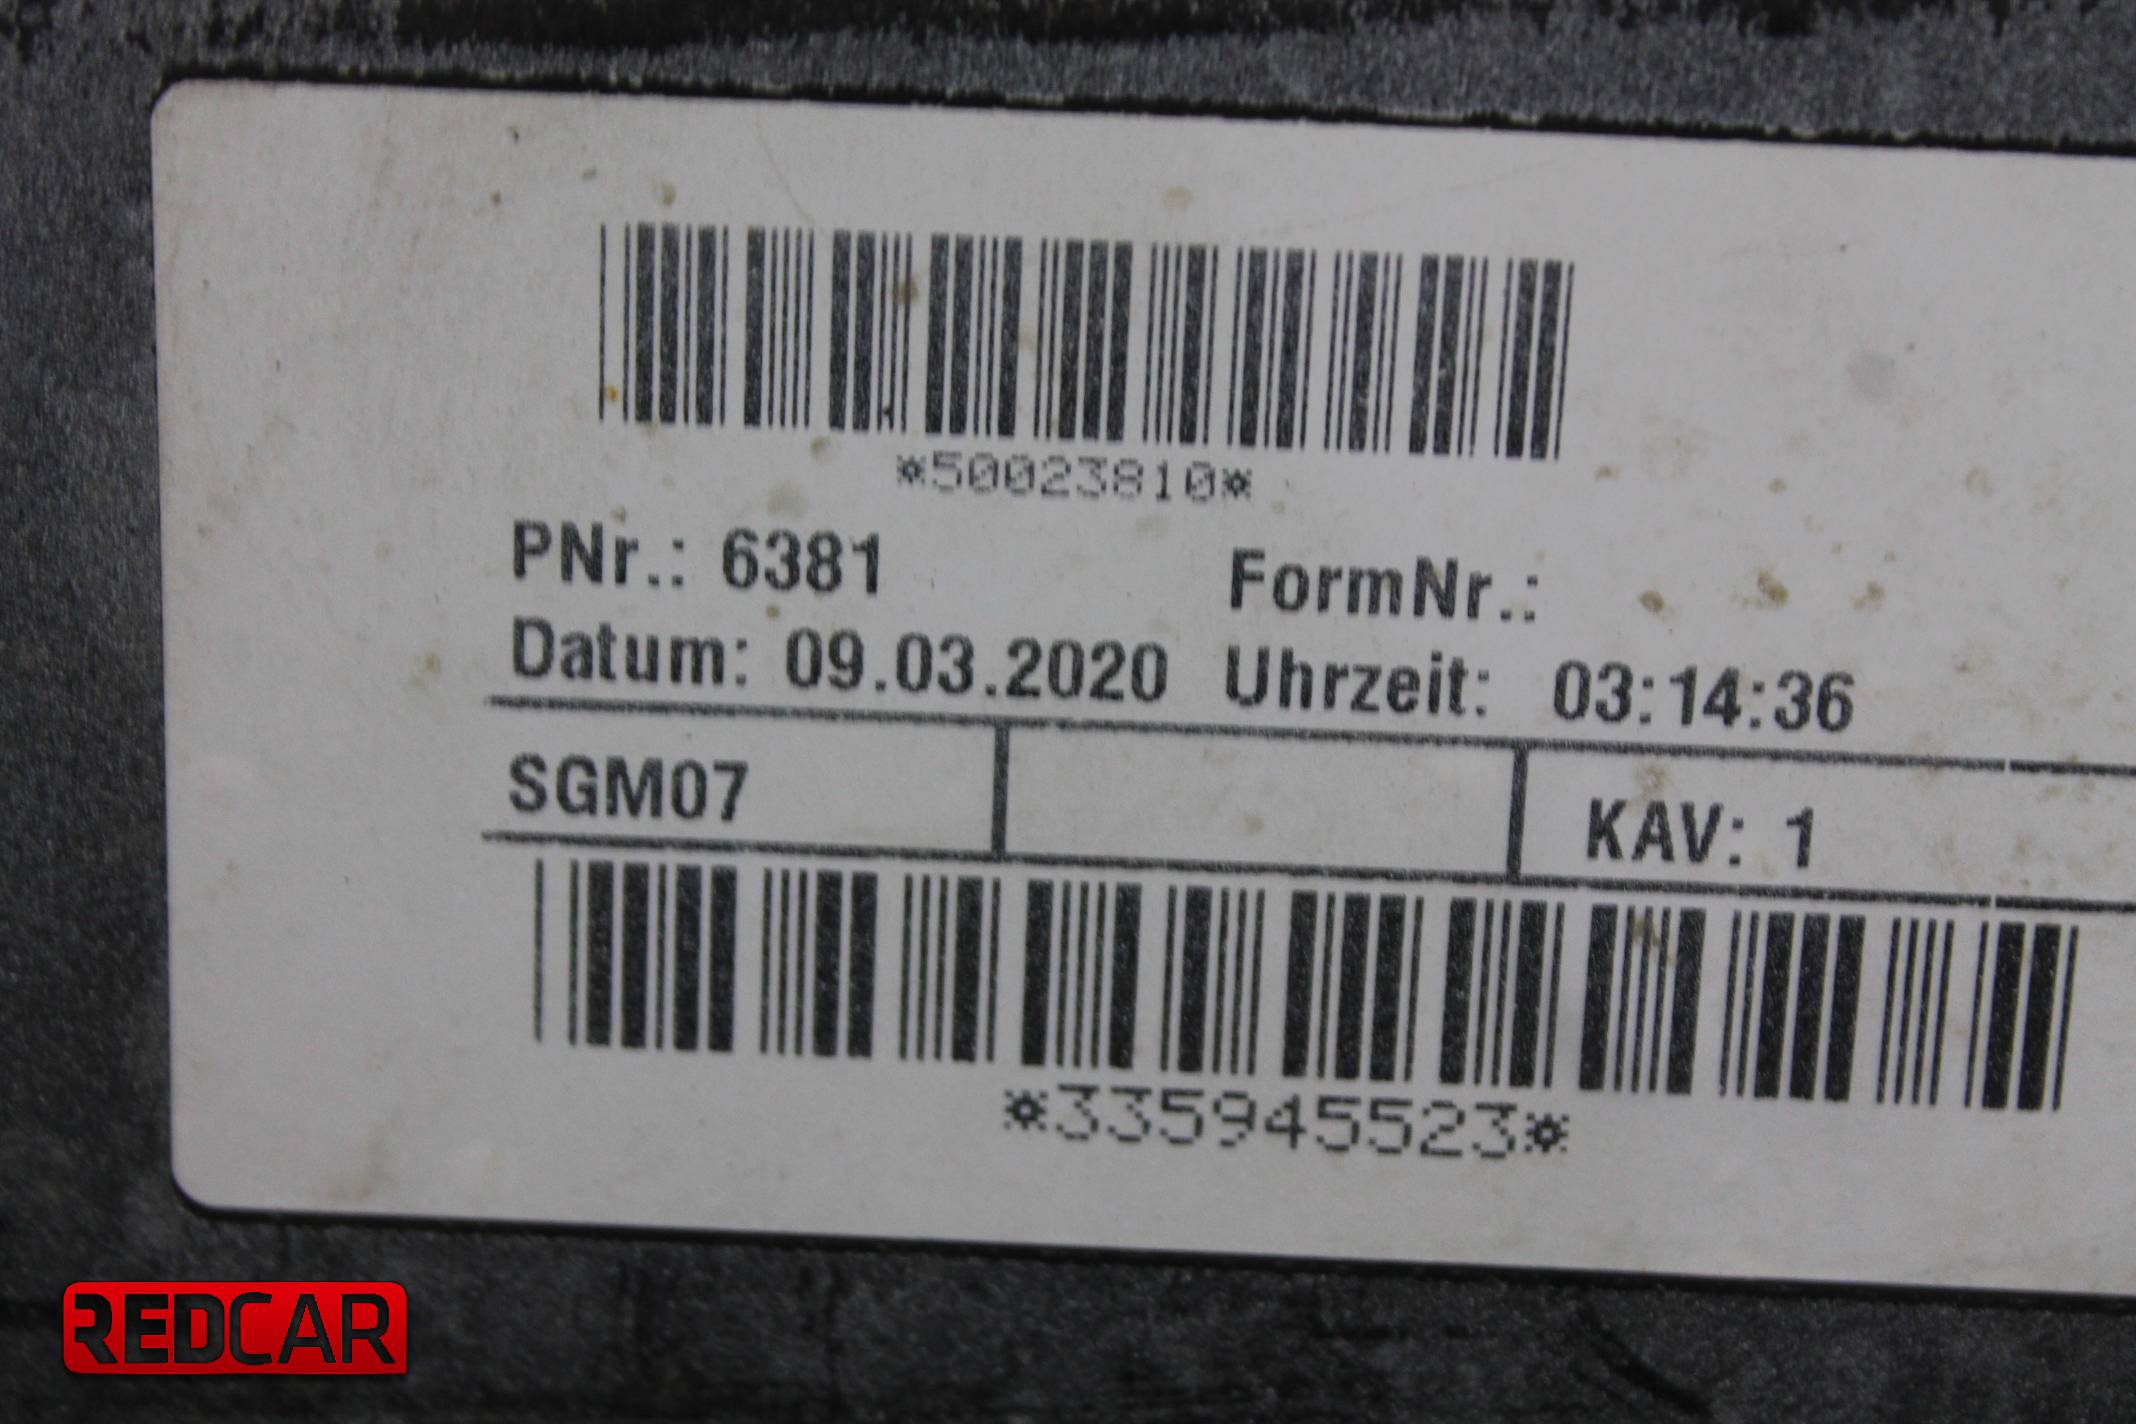 *50023810*
PNr.: 6381 FormNr.:
Datum: 09.03.2020 Uhrzeit: 03:14:36
SGM07 KAV: 1
*335945523*
REDCAR